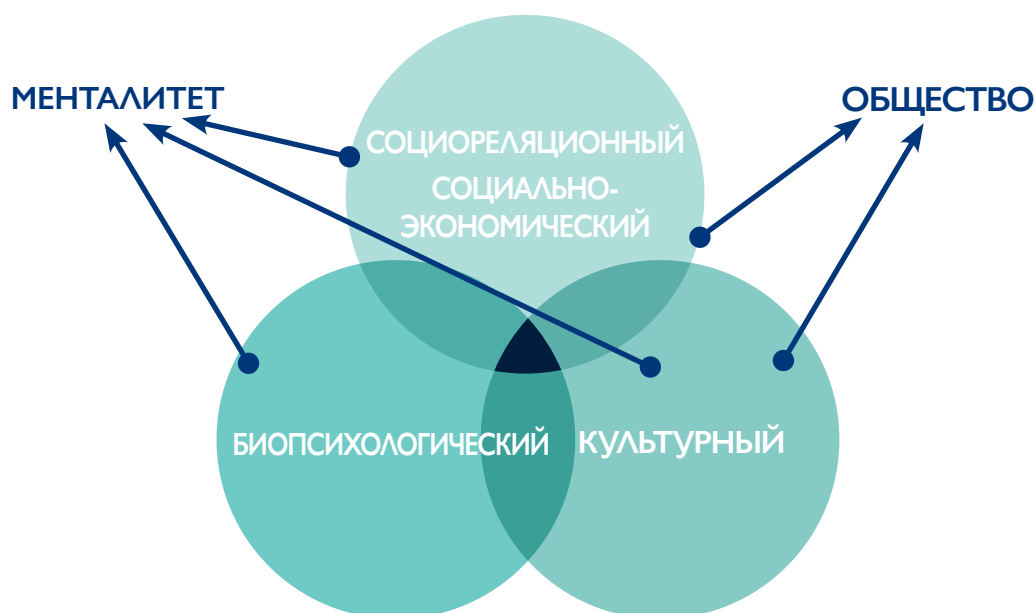 МЕНТАЛИТЕТ
ОБЩЕСТВО
СОЦИОРЕЛЯЦИОННЫЙ
СОЦИАЛЬНО-
ЭКОНОМИЧЕСКИЙ
БИОПСИХОЛОГИЧЕСКИЙ
КУЛЬТУРНЫЙ